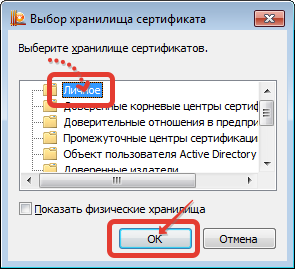 Выбор хранилища сертификата
Выберите хранилище сертификатов.
Личное
Доверенные корневые центры сертиф
Доверительные отношения в предпри
Промежуточные центры сертификаци
Объект пользователя Active Directory
Доверенные издатели
Показать физические хранилища
ОК
Отмена